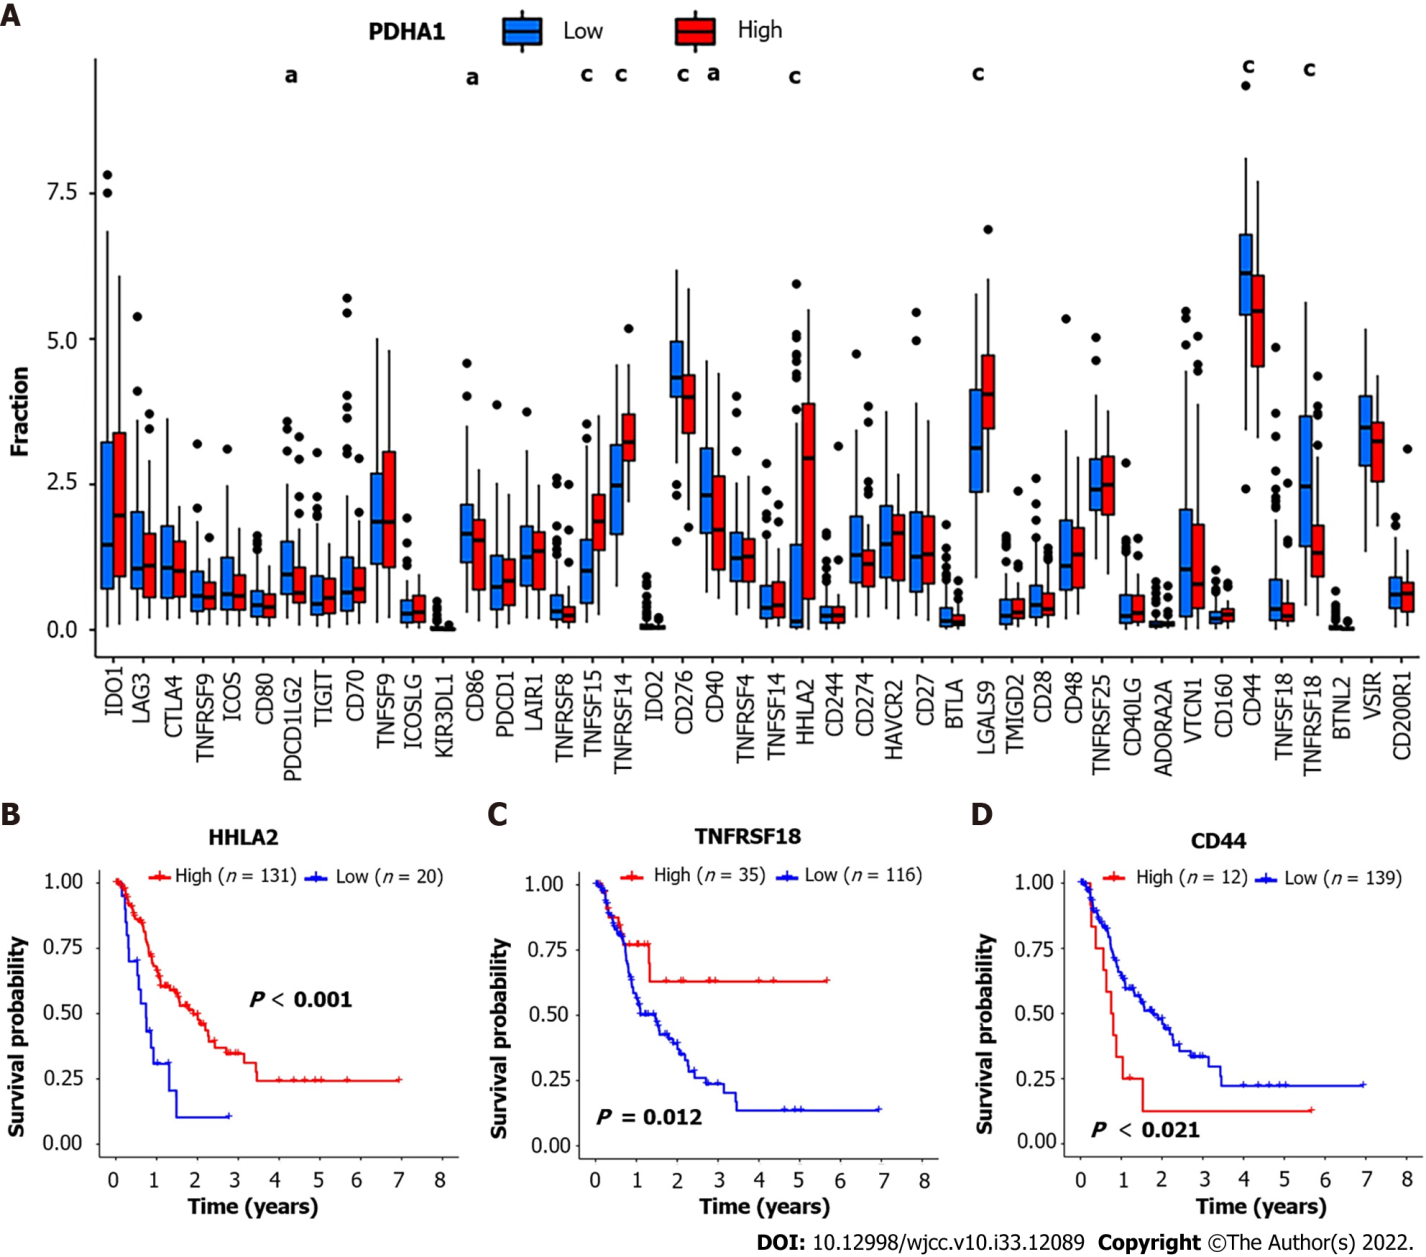 A
PDHA1 Low High
a a c c c a c c c c
Fraction
7.5
5.0
2.5
0.0
IDO1
LAG3
CTLA4
TNFRSF9
ICOS
CD80
PDCD1LG2
TIGIT
CD70
TNFSF9
ICOSLG
KIR3DL1
CD86
PDCD1
LAIR1
TNFRSF8
TNFSF15
TNFRSF14
IDO2
CD276
CD40
TNFRSF4
TNFSF14
HHLA2
CD244
CD274
HAVCR2
CD27
BTLA
LGALS9
TMIGD2
CD28
CD48
TNFRSF25
CD40LG
ADORA2A
VTCN1
CD160
CD44
TNFSF18
TNFRSF18
BTNL2
VSIR
CD200R1
B
HHLA2
High (n = 131) Low (n = 20)
Survival probability
1.00
0.75
0.50
0.25
0.00
P < 0.001
0 1 2 3 4 5 6 7 8
Time (years)
C
TNFRSF18
High (n = 35) Low (n = 116)
Survival probability
1.00
0.75
0.50
0.25
0.00
P = 0.012
0 1 2 3 4 5 6 7 8
Time (years)
D
CD44
High (n = 12) Low (n = 139)
Survival probability
1.00
0.75
0.50
0.25
0.00
P < 0.021
0 1 2 3 4 5 6 7 8
Time (years)
DOI: 10.12998/wjcc.v10.i33.12089 Copyright ©The Author(s) 2022.